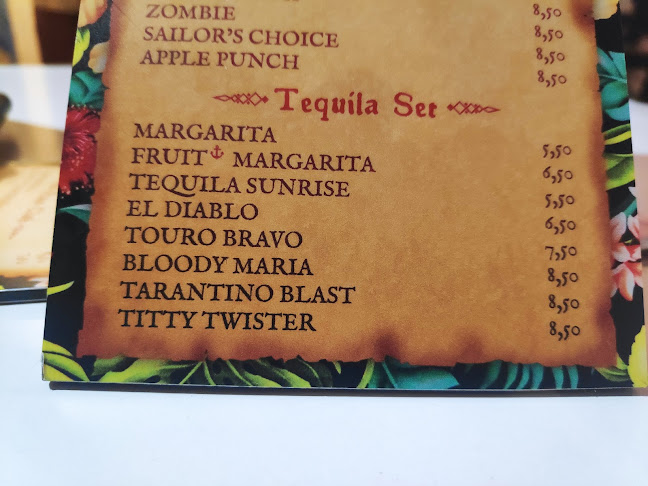 8,50
ZOMBIE 8,50
SAILOR'S CHOICE 8,50
APPLE PUNCH 8,50
Tequila Set
MARGARITA 5,50
FRUIT⚓ MARGARITA 6,50
TEQUILA SUNRISE 5,50
EL DIABLO 6,50
TOURO BRAVO 7,50
BLOODY MARIA 8,50
TARANTINO BLAST 8,50
TITTY TWISTER 8,50